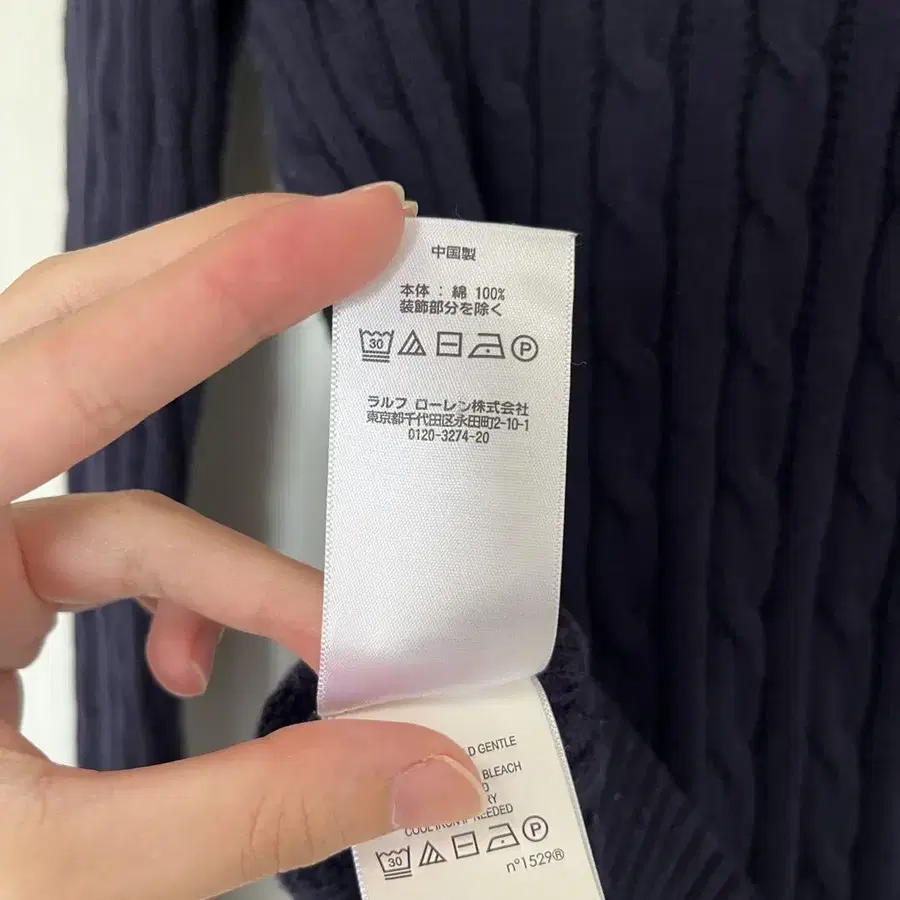 中国製
本体 : 綿 100%
装飾部分を除く
30
P
ラルフ ローレン株式会社
東京都千代田区永田町2-10-1
0120-3274-20
D GENTLE
BLEACH
RY
COOL IRON IF NEEDED
30
P
n°1529®